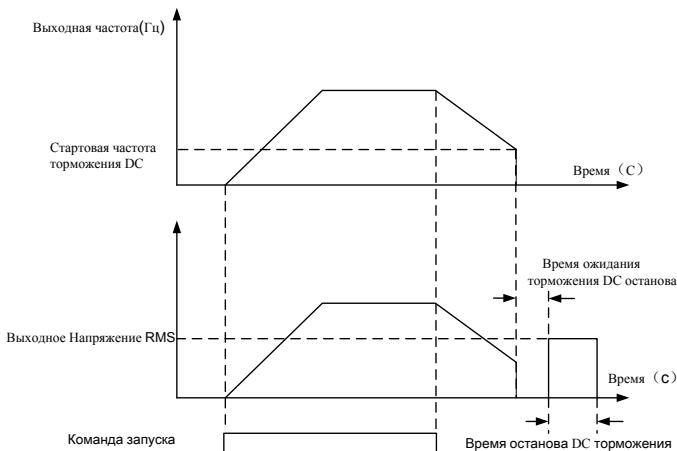 Выходная частота(Гц)
Стартовая частота
торможения DC
Время (С)
Время ожидания
торможения DC останова
Выходное Напряжение RMS
Время (с)
Команда запуска
Время останова DC торможения